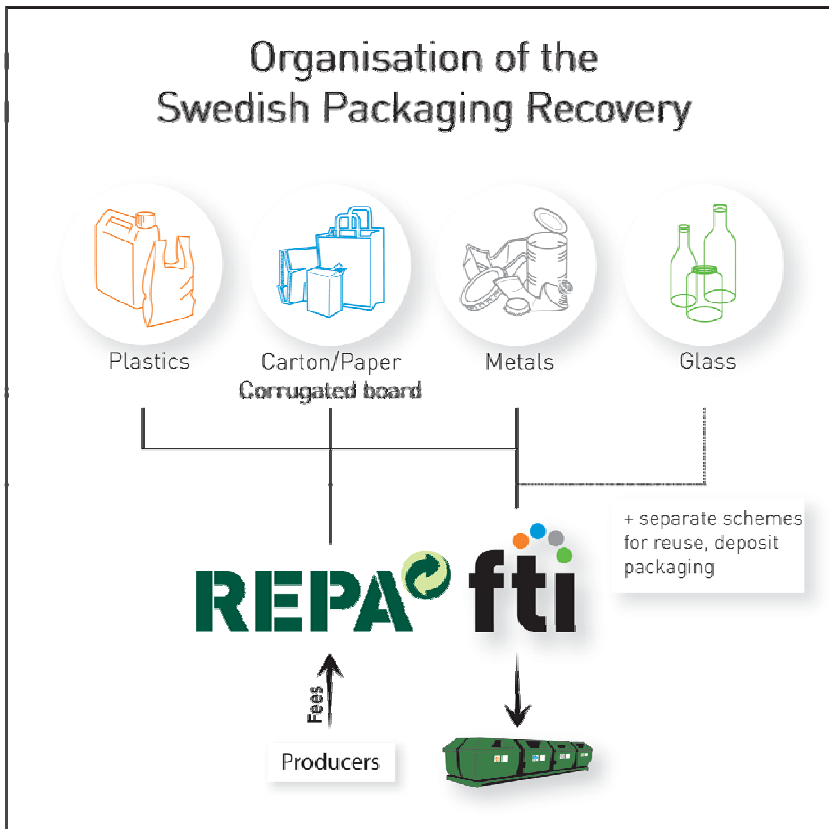 Organisation of the
Swedish Packaging Recovery
Plastics
Carton/Paper
Corrugated board
Metals
Glass
+ separate schemes
for reuse, deposit
packaging
REPA
fti
Fees
Producers